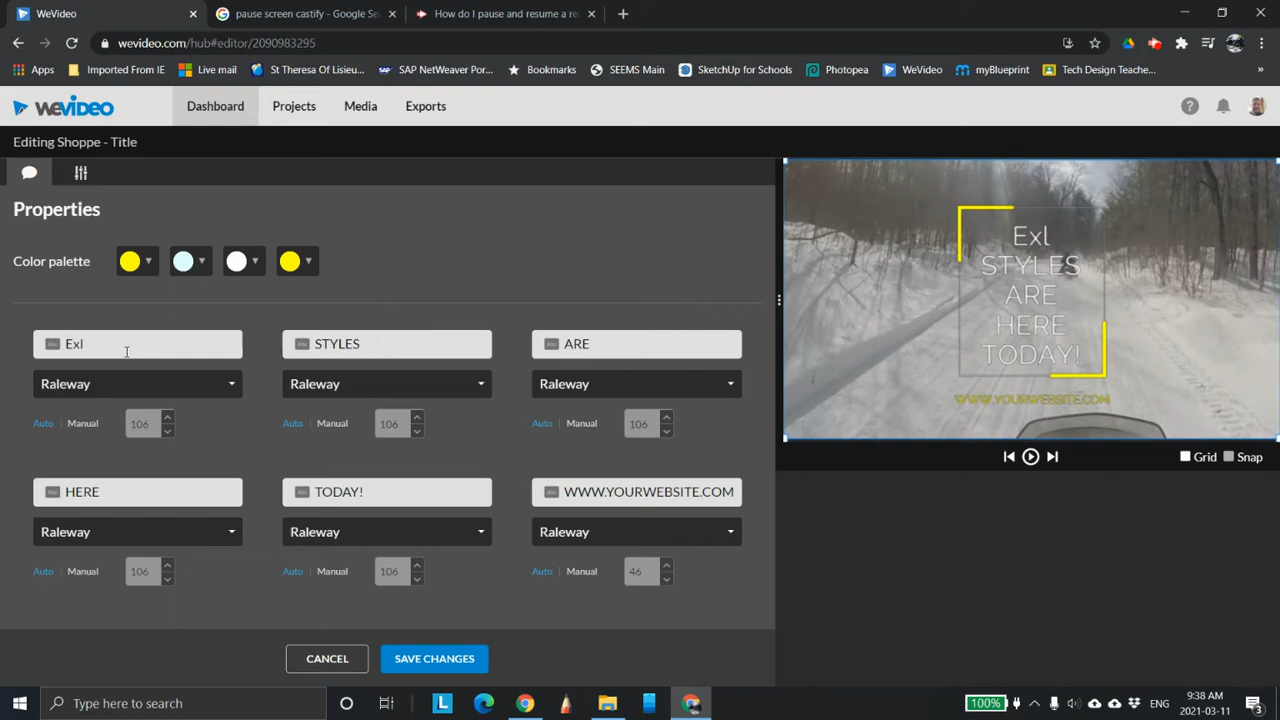 WeVideo
pause screen castify - Google Se
How do I pause and resume a re
wevideo.com/hub#editor/2090983295
Apps
Imported From IE
Live mail
St Theresa Of Lisieu...
SAP NetWeaver Por...
Bookmarks
SEEMS Main
SketchUp for Schools
Photopea
WeVideo
myBlueprint
Tech Design Teache...
WEVIDEO
Dashboard
Projects
Media
Exports
Editing Shoppe - Title
Properties
Color palette
Exl
STYLES
ARE
Raleway
Raleway
Raleway
Auto | Manual 106
Auto | Manual 106
Auto | Manual 106
HERE
TODAY!
WWW.YOURWEBSITE.COM
Raleway
Raleway
Raleway
Auto | Manual 106
Auto | Manual 106
Auto | Manual 46
CANCEL
SAVE CHANGES
Exl
STYLES
ARE
HERE
TODAY!
WWW.YOURWEBSITE.COM
Grid
Snap
Type here to search
L
100%
ENG
9:38 AM
2021-03-11
3